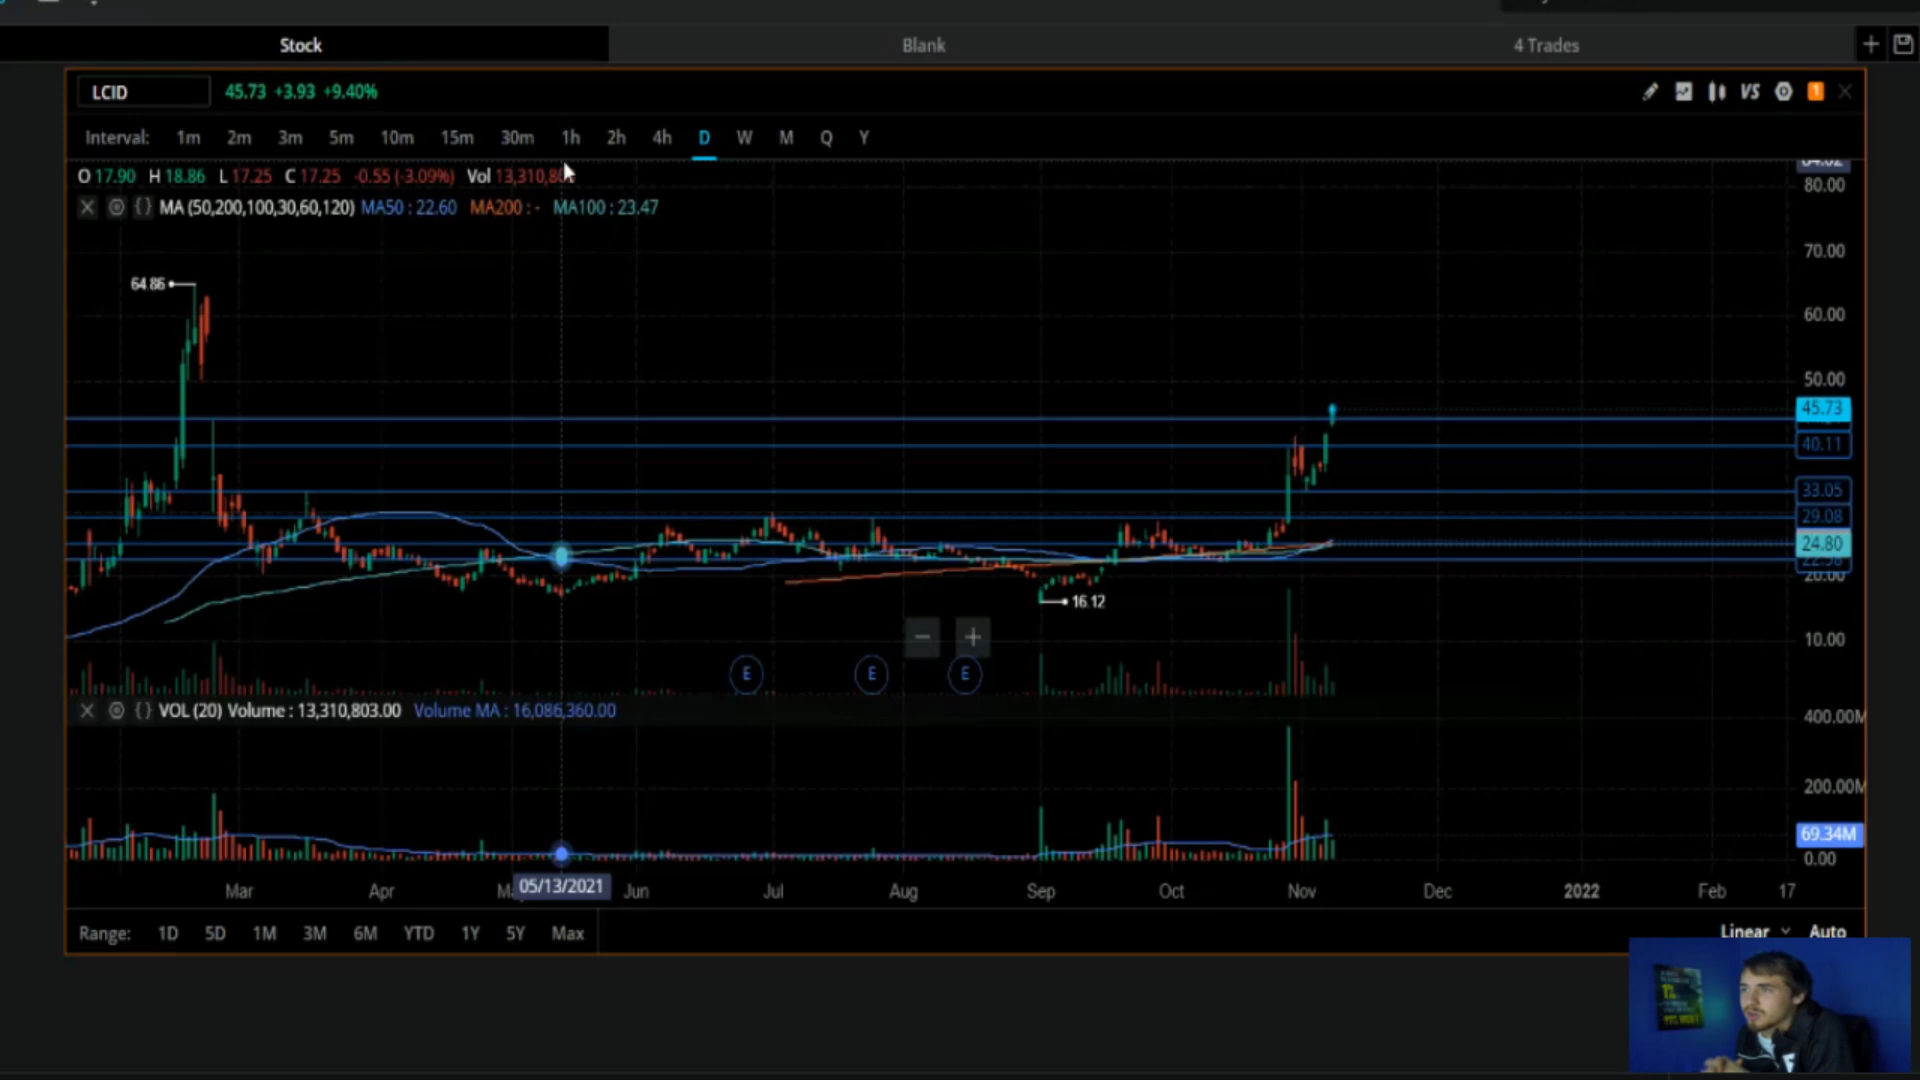 Stock Blank 4 Trades
LCID 45.73 +3.93 +9.40% VS 1
Interval: 1m 2m 3m 5m 10m 15m 30m 1h 2h 4h D W M Q Y
O 17.90 H 18.86 L 17.25 C 17.25 -0.55 (-3.09%) Vol
MA (50,200,100,30,60,120) MA50 : 22.60 MA200 : - MA100 : 23.47
80.00
70.00
64.86
60.00
50.00
45.73
40.11
33.05
29.08
24.80
20.00
16.12
10.00
E E E
VOL (20) Volume : 13,310,803.00 Volume MA : 16,086,360.00
400.00M
200.00M
69.34M
0.00
Mar Apr 05/13/2021 Jun Jul Aug Sep Oct Nov Dec 2022 Feb 17
Range: 1D 5D 1M 3M 6M YTD 1Y 5Y Max Linear Auto